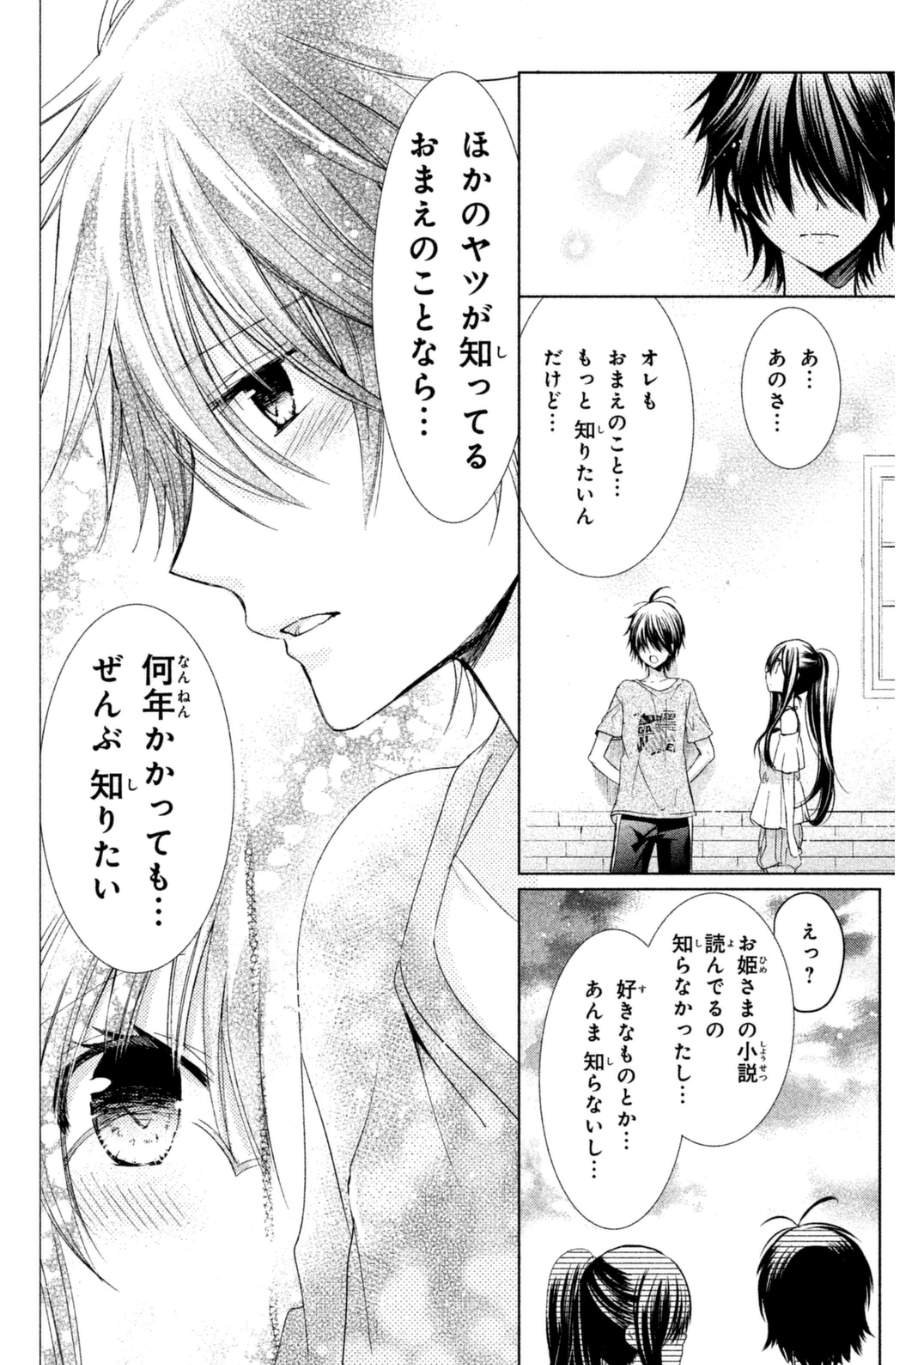 あ…
あのさ…
オレも
おまえのこと…
もっと知りたいん
だけど…
えっ?
お姫さまの小説
読んでるの
知らなかったし…
好きなものとか…
あんま知らないし…
ほかのヤツが知ってる
おまえのことなら…
何年かかっても…
ぜんぶ知りたい